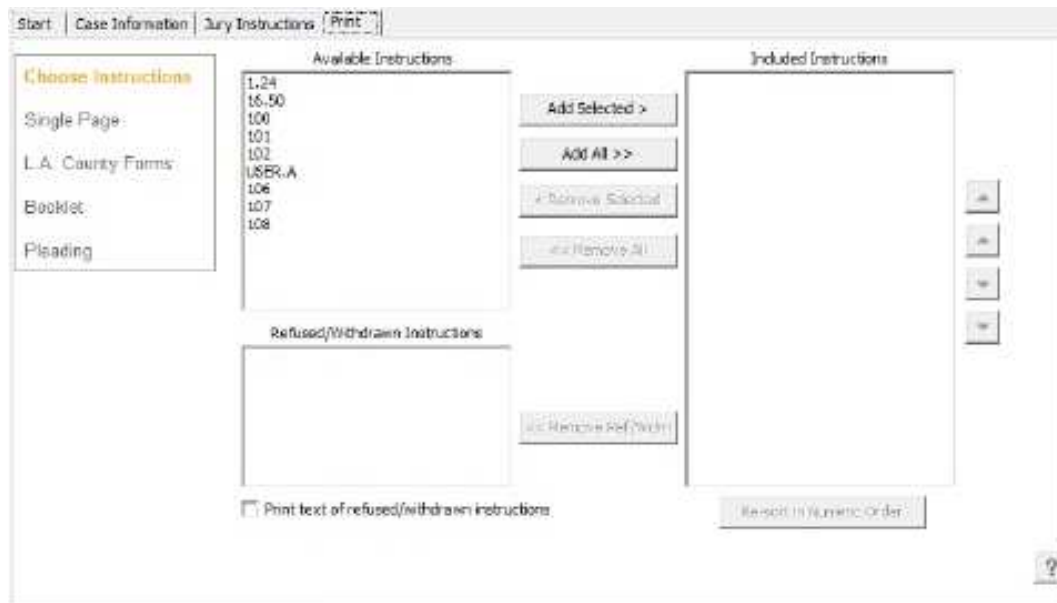 Start
Case Information
Jury Instructions
Print
Choose Instructions
Single Page
L.A. County Forms
Booklet
Pleading
Available Instructions
1.24
16.50
100
101
102
USER.A
106
107
108
Add Selected >
Add All >>
< Remove Selected
<< Remove All
Included Instructions
Refused/Withdrawn Instructions
<< Remove Ref/Wdrn
Print text of refused/withdrawn instructions
Re-sort in Numeric Order
?